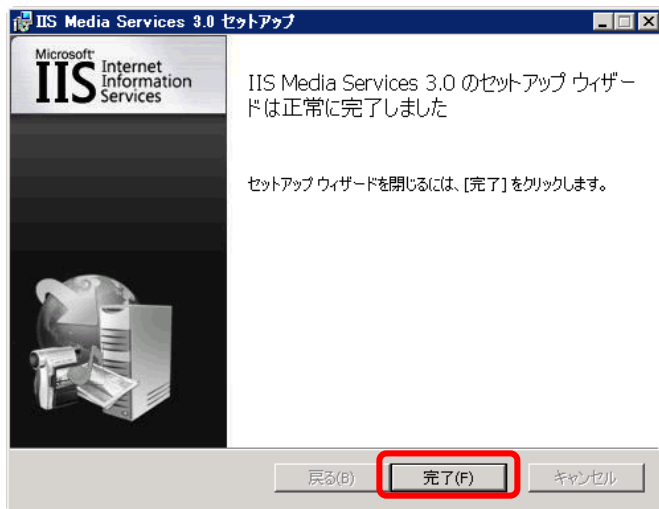 IIS Media Services 3.0 セットアップ
Microsoft
IIS Internet
Information
Services
IIS Media Services 3.0 のセットアップ ウィザー
ドは正常に完了しました
セットアップ ウィザードを閉じるには、[完了] をクリックします。
戻る(B)
完了(F)
キャンセル